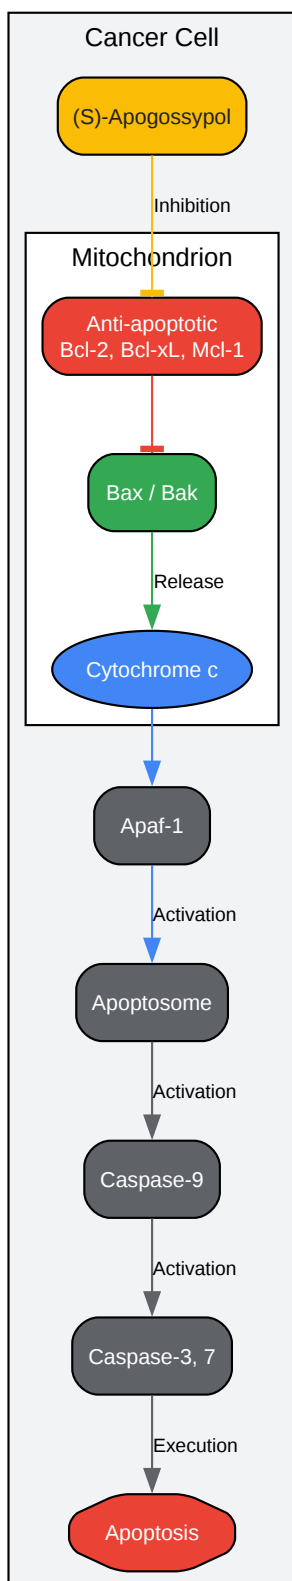 Cancer Cell
(S)-Apogossypol
Inhibition
Mitochondrion
Anti-apoptotic
Bcl-2, Bcl-xL, Mcl-1
Bax / Bak
Release
Cytochrome c
Apaf-1
Activation
Apoptosome
Activation
Caspase-9
Activation
Caspase-3, 7
Execution
Apoptosis